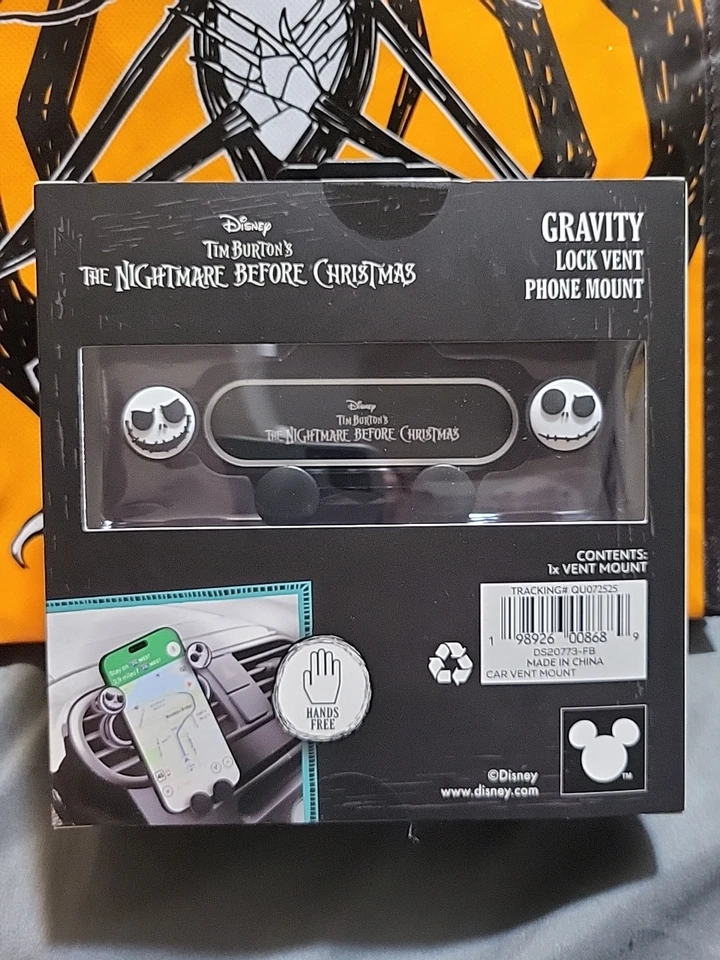 Disney
TIM BURTON'S
THE NIGHTMARE BEFORE CHRISTMAS
GRAVITY
LOCK VENT
PHONE MOUNT
Disney
TIM BURTON'S
THE NIGHTMARE BEFORE CHRISTMAS
CONTENTS:
1x VENT MOUNT
TRACKING# QU072525
1 98926 00868 9
DS20773-FB
MADE IN CHINA
CAR VENT MOUNT
Stay on
HANDS
FREE
©Disney
www.disney.com
TM